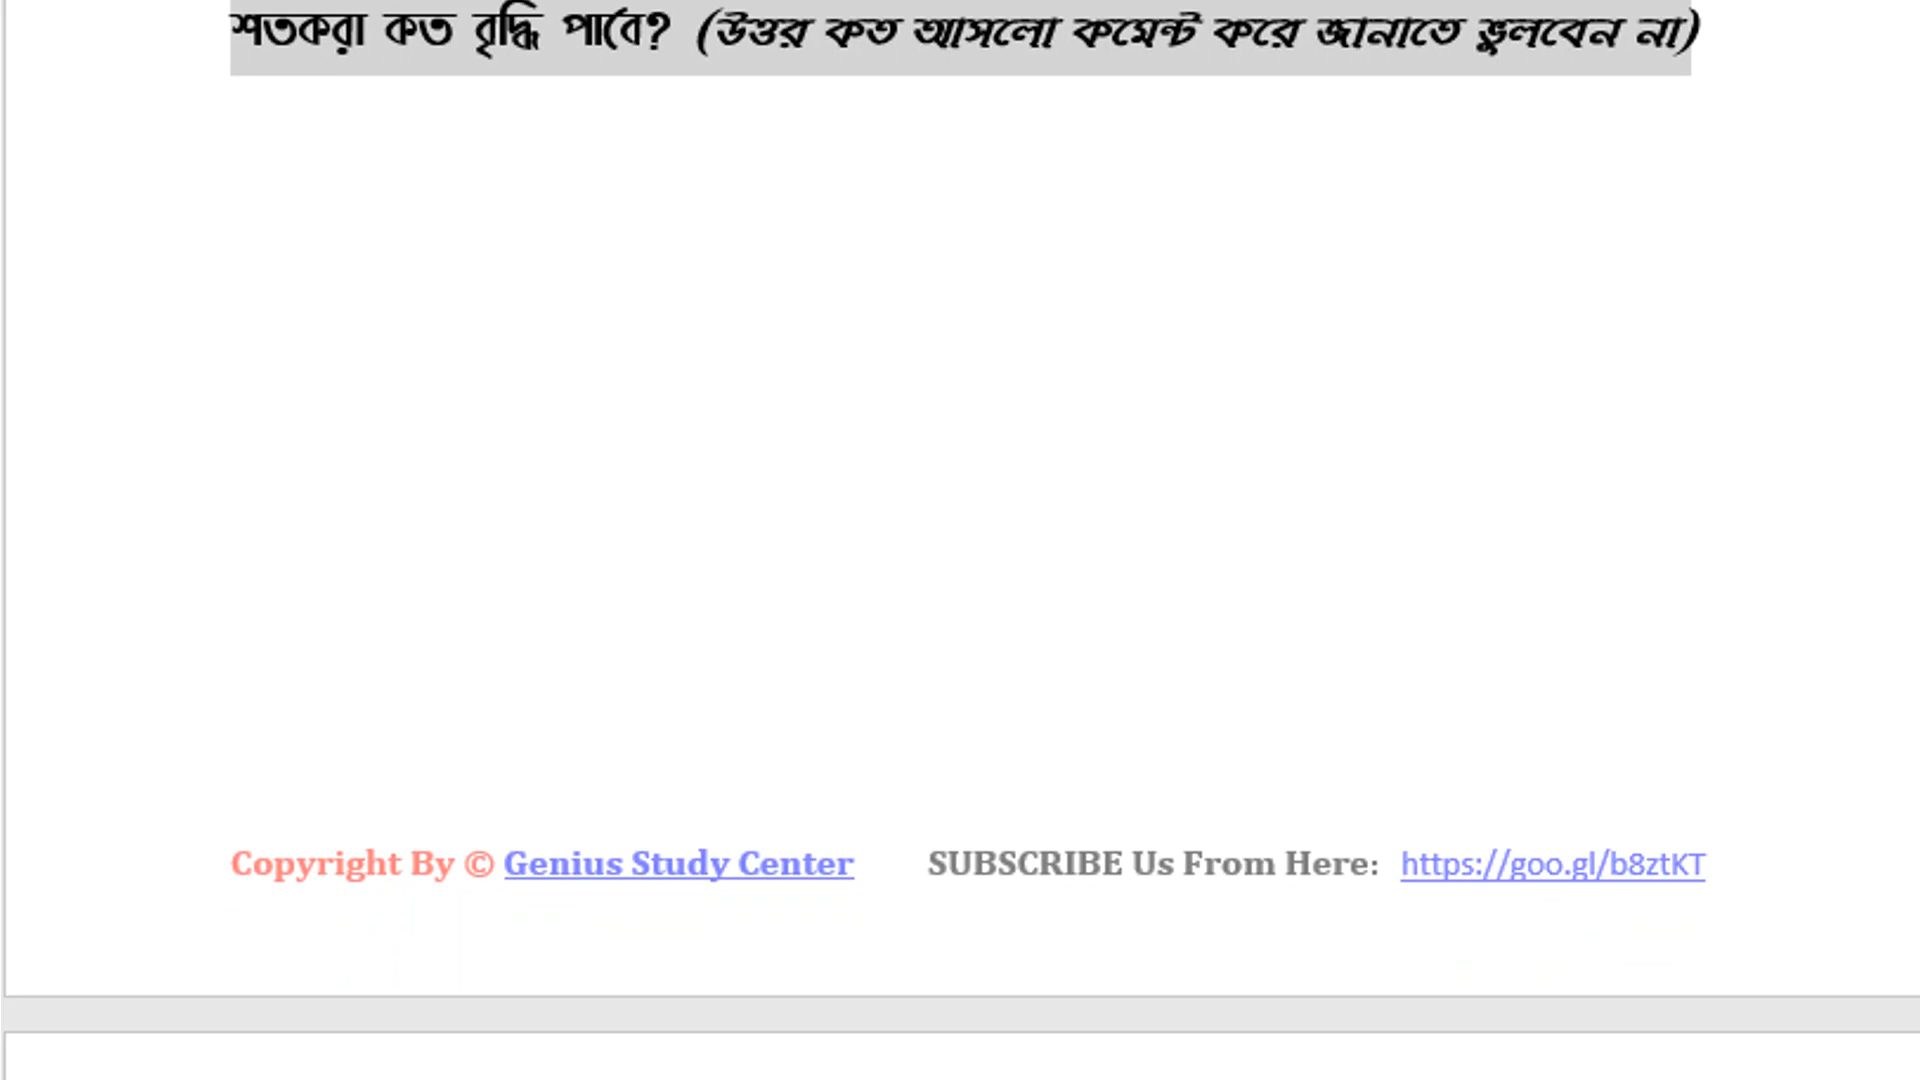 শতকরা কত বৃদ্ধি পাবে? (উত্তর কত আসলো কমেন্ট করে জানাতে ভুলবেন না)
Copyright By © Genius Study Center SUBSCRIBE Us From Here: https://goo.gl/b8ztKT